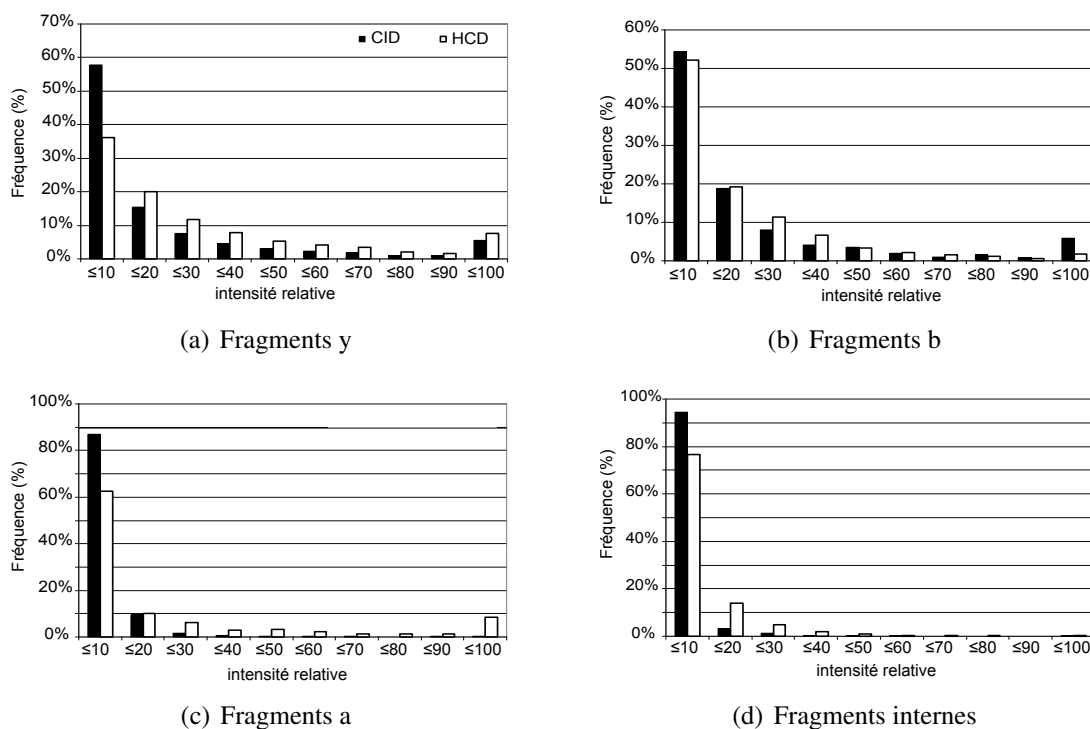 70%
60%
50%
40%
30%
20%
10%
0%
Fréquence (%)
CID HCD
≤10 ≤20 ≤30 ≤40 ≤50 ≤60 ≤70 ≤80 ≤90 ≤100
intensité relative
(a) Fragments y
60%
50%
40%
30%
20%
10%
0%
Fréquence (%)
≤10 ≤20 ≤30 ≤40 ≤50 ≤60 ≤70 ≤80 ≤90 ≤100
intensité relative
(b) Fragments b
100%
80%
60%
40%
20%
0%
Fréquence (%)
≤10 ≤20 ≤30 ≤40 ≤50 ≤60 ≤70 ≤80 ≤90 ≤100
intensité relative
(c) Fragments a
100%
80%
60%
40%
20%
0%
Fréquence (%)
≤10 ≤20 ≤30 ≤40 ≤50 ≤60 ≤70 ≤80 ≤90 ≤100
intensité relative
(d) Fragments internes